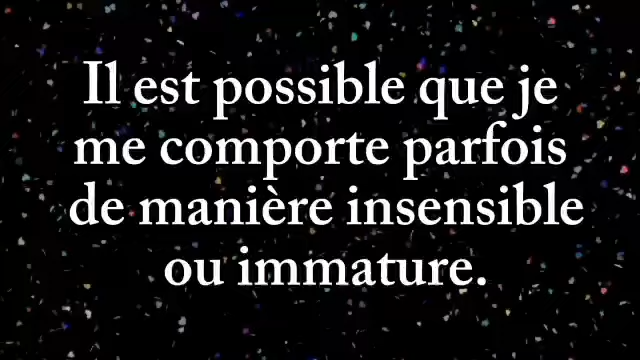 Il est possible que je
me comporte parfois
de manière insensible
ou immature.